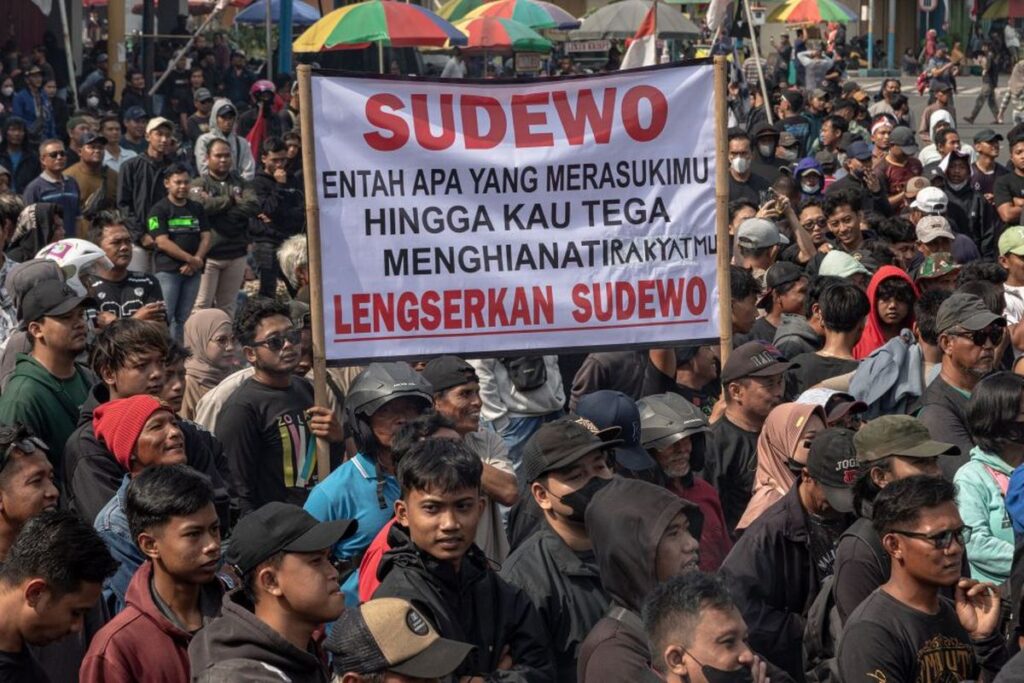 SUDEWO
ENTAH APA YANG MERASUKIMU
HINGGA KAU TEGA
MENGHIANATI RAKYATMU
LENGSERKAN SUDEWO